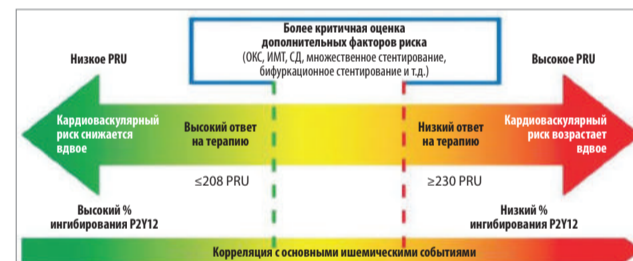 Более критичная оценка
дополнительных факторов риска
(ОКС, ИМТ, СД, множественное стентирование,
бифуркационное стентирование и т.д.)
Низкое PRU
Высокое PRU
Кардиоваскулярный
риск снижается
вдвое
Высокий ответ
на терапию
Низкий ответ
на терапию
Кардиоваскулярный
риск возрастает
вдвое
≤208 PRU
≥230 PRU
Высокий %
ингибирования P2Y12
Низкий %
ингибирования P2Y12
Корреляция с основными ишемическими событиями